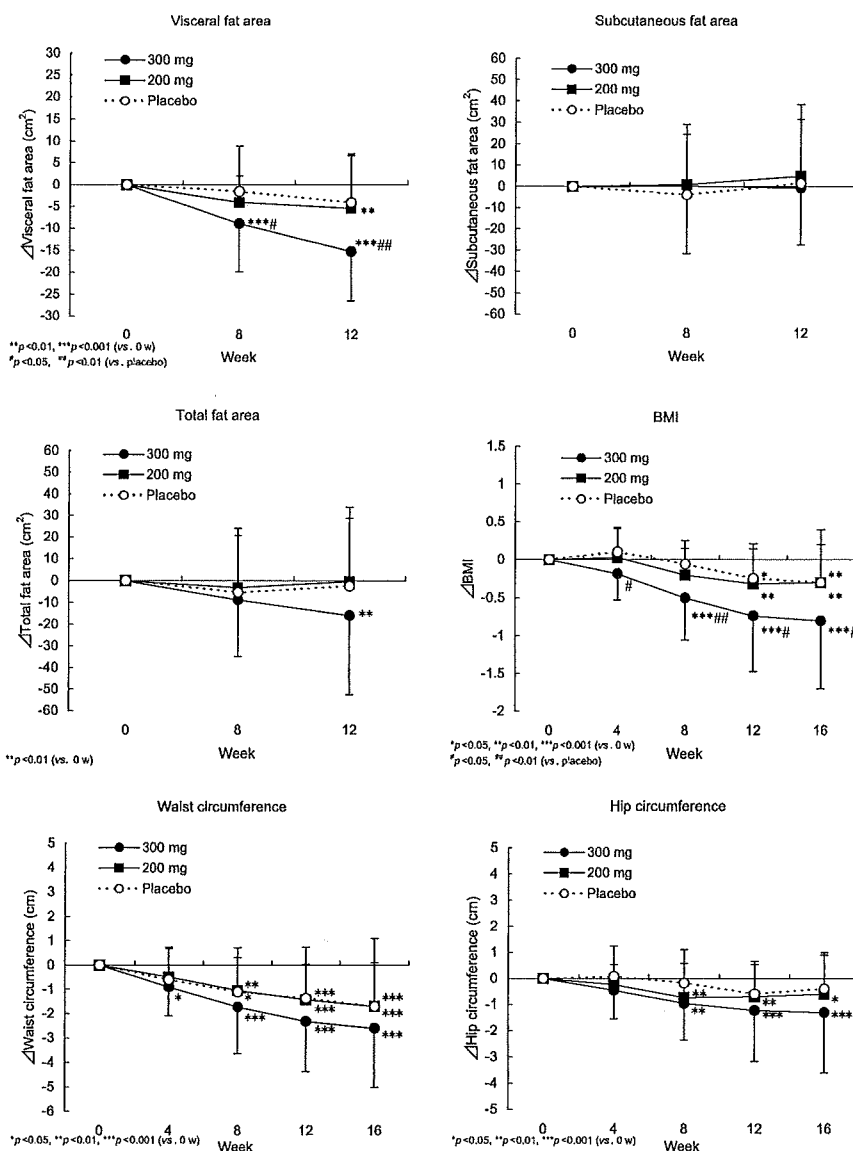 Visceral fat area
30
25
20
15
10
5
0
-5
-10
-15
-20
-25
-30
⊿Visceral fat area (cm²)
300 mg
200 mg
Placebo
***#
**
***##
0 8 12
Week
**p<0.01, ***p<0.001 (vs. 0 w)
#p<0.05, ##p<0.01 (vs. placebo)
Subcutaneous fat area
60
50
40
30
20
10
0
-10
-20
-30
-40
-50
-60
⊿Subcutaneous fat area (cm²)
300 mg
200 mg
Placebo
0 8 12
Week
Total fat area
60
50
40
30
20
10
0
-10
-20
-30
-40
-50
-60
⊿Total fat area (cm²)
300 mg
200 mg
Placebo
**
0 8 12
Week
**p<0.01 (vs. 0 w)
BMI
1.5
1
0.5
0
-0.5
-1
-1.5
-2
⊿BMI
300 mg
200 mg
Placebo
#
***##
*
**
***#
**
**
***#
0 4 8 12 16
Week
*p<0.05, **p<0.01, ***p<0.001 (vs. 0 w)
#p<0.05, ##p<0.01 (vs. placebo)
Waist circumference
5
4
3
2
1
0
-1
-2
-3
-4
-5
-6
⊿Waist circumference (cm)
300 mg
200 mg
Placebo
*
**
*
***
***
***
***
***
***
***
0 4 8 12 16
Week
*p<0.05, **p<0.01, ***p<0.001 (vs. 0 w)
Hip circumference
5
4
3
2
1
0
-1
-2
-3
-4
-5
⊿Hip circumference (cm)
300 mg
200 mg
Placebo
**
**
**
***
*
***
0 4 8 12 16
Week
*p<0.05, **p<0.01, ***p<0.001 (vs. 0 w)